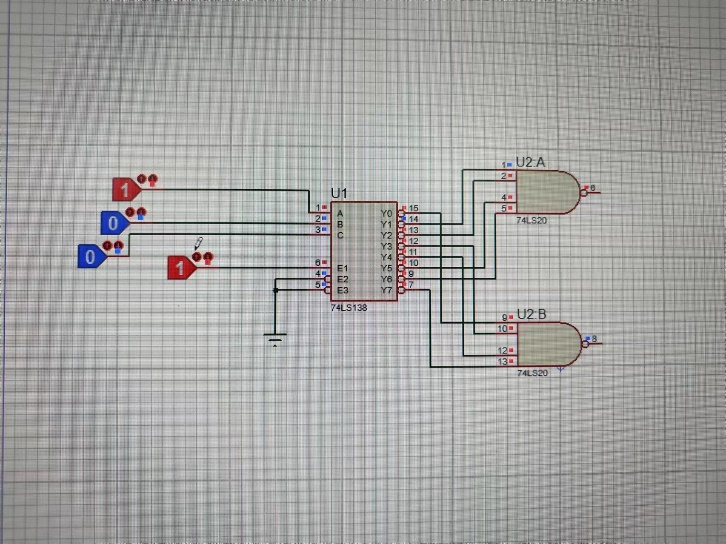 U2:A
1
2
6
4
5
74LS20
1
0
0
1
U1
1 A Y0 15
2 B Y1 14
3 C Y2 13
Y3 12
Y4 11
6 E1 Y5 10
4 E2 Y6 9
5 E3 Y7 7
74LS138
U2:B
9
10
8
12
13
74LS20